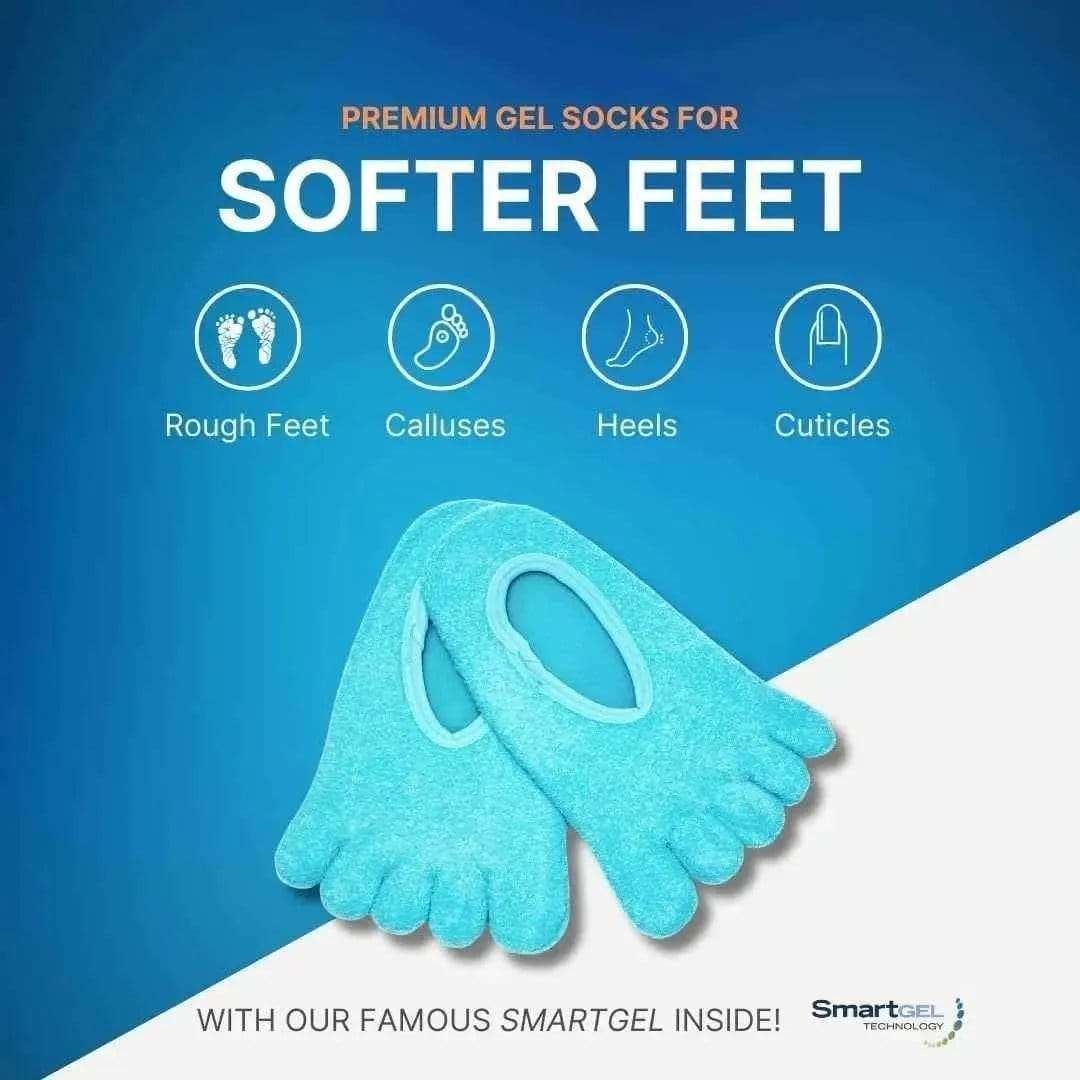 PREMIUM GEL SOCKS FOR
SOFTER FEET
Rough Feet
Calluses
Heels
Cuticles
WITH OUR FAMOUS SMARTGEL INSIDE!
SmartGEL
TECHNOLOGY